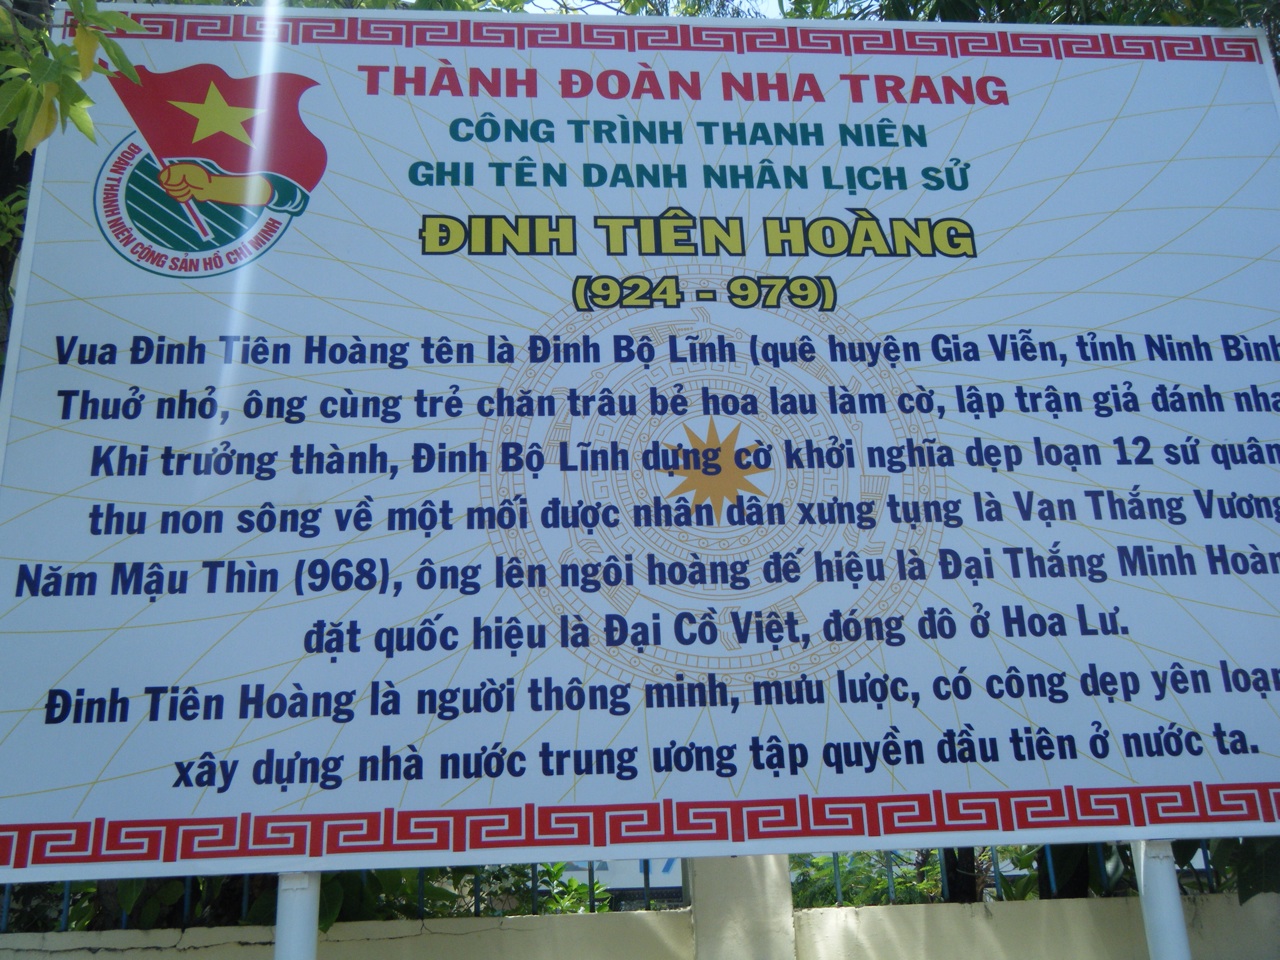 THÀNH ĐOÀN NHA TRANG
CÔNG TRÌNH THANH NIÊN
GHI TÊN DANH NHÂN LỊCH SỬ
ĐINH TIÊN HOÀNG
(924 - 979)
ĐOÀN THANH NIÊN CỘNG SẢN HỒ CHÍ MINH
Vua Đinh Tiên Hoàng tên là Đinh Bộ Lĩnh (quê huyện Gia Viễn, tỉnh Ninh Bình
Thuở nhỏ, ông cùng trẻ chăn trâu bẻ hoa lau làm cờ, lập trận giả đánh nha
Khi trưởng thành, Đinh Bộ Lĩnh dựng cờ khởi nghĩa dẹp loạn 12 sứ quân
thu non sông về một mối được nhân dân xưng tụng là Vạn Thắng Vương
Năm Mậu Thìn (968), ông lên ngôi hoàng đế hiệu là Đại Thắng Minh Hoàn
đặt quốc hiệu là Đại Cồ Việt, đóng đô ở Hoa Lư.
Đinh Tiên Hoàng là người thông minh, mưu lược, có công dẹp yên loạn
xây dựng nhà nước trung ương tập quyền đầu tiên ở nước ta.